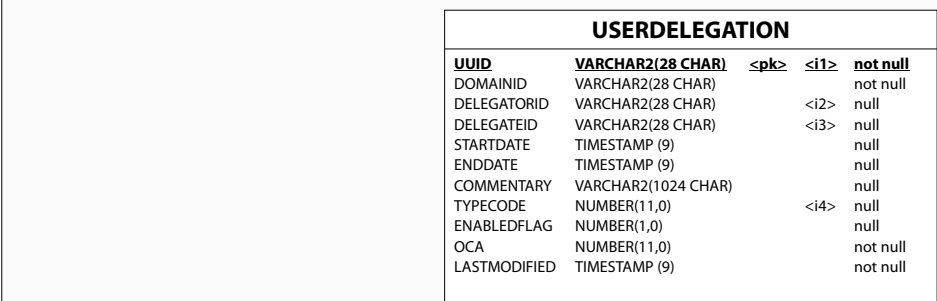 USERDELEGATION
UUID VARCHAR2(28 CHAR) <pk> <i1> not null
DOMAINID VARCHAR2(28 CHAR) not null
DELEGATORID VARCHAR2(28 CHAR) <i2> null
DELEGATEID VARCHAR2(28 CHAR) <i3> null
STARTDATE TIMESTAMP (9) null
ENDDATE TIMESTAMP (9) null
COMMENTARY VARCHAR2(1024 CHAR) null
TYPECODE NUMBER(11,0) <i4> null
ENABLEDFLAG NUMBER(1,0) null
OCA NUMBER(11,0) not null
LASTMODIFIED TIMESTAMP (9) not null